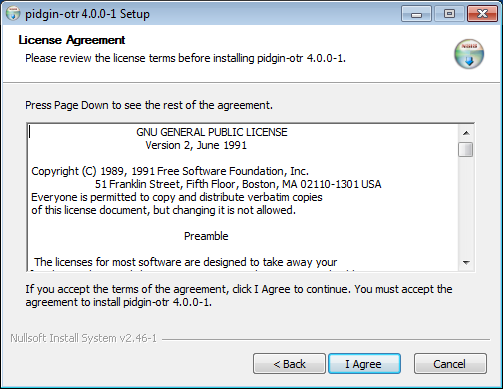 pidgin-otr 4.0.0-1 Setup
License Agreement
Please review the license terms before installing pidgin-otr 4.0.0-1.
Press Page Down to see the rest of the agreement.
GNU GENERAL PUBLIC LICENSE
Version 2, June 1991
Copyright (C) 1989, 1991 Free Software Foundation, Inc.
51 Franklin Street, Fifth Floor, Boston, MA 02110-1301 USA
Everyone is permitted to copy and distribute verbatim copies
of this license document, but changing it is not allowed.
Preamble
The licenses for most software are designed to take away your
If you accept the terms of the agreement, click I Agree to continue. You must accept the
agreement to install pidgin-otr 4.0.0-1.
Nullsoft Install System v2.46-1
< Back
I Agree
Cancel